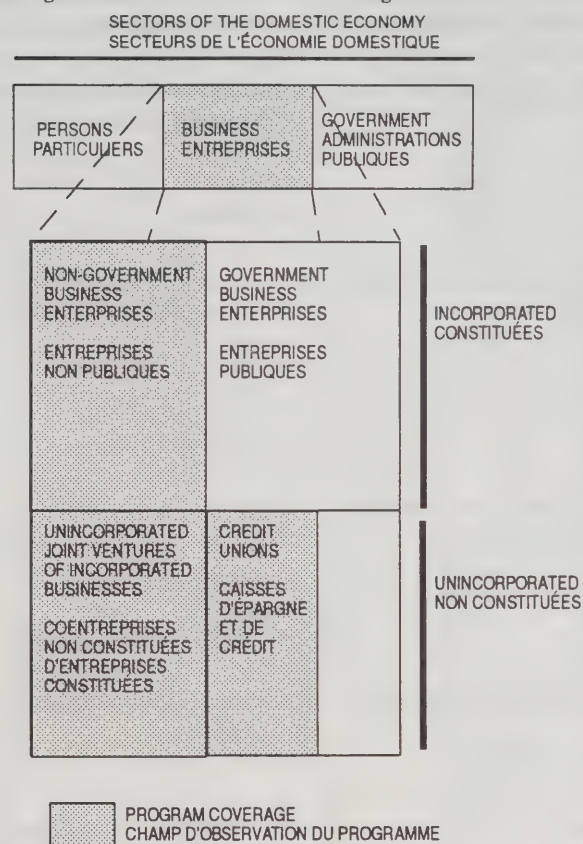 SECTORS OF THE DOMESTIC ECONOMY
SECTEURS DE L'ÉCONOMIE DOMESTIQUE
PERSONS
PARTICULIERS
BUSINESS
ENTREPRISES
GOVERNMENT
ADMINISTRATIONS
PUBLIQUES
NON-GOVERNMENT
BUSINESS
ENTERPRISES
ENTREPRISES
NON PUBLIQUES
GOVERNMENT
BUSINESS
ENTERPRISES
ENTREPRISES
PUBLIQUES
INCORPORATED
CONSTITUÉES
UNINCORPORATED
JOINT VENTURES
OF INCORPORATED
BUSINESSES
COENTREPRISES
NON CONSTITUÉES
D'ENTREPRISES
CONSTITUÉES
CREDIT
UNIONS
CAISSES
D'ÉPARGNE
ET DE
CRÉDIT
UNINCORPORATED
NON CONSTITUÉES
PROGRAM COVERAGE
CHAMP D'OBSERVATION DU PROGRAMME